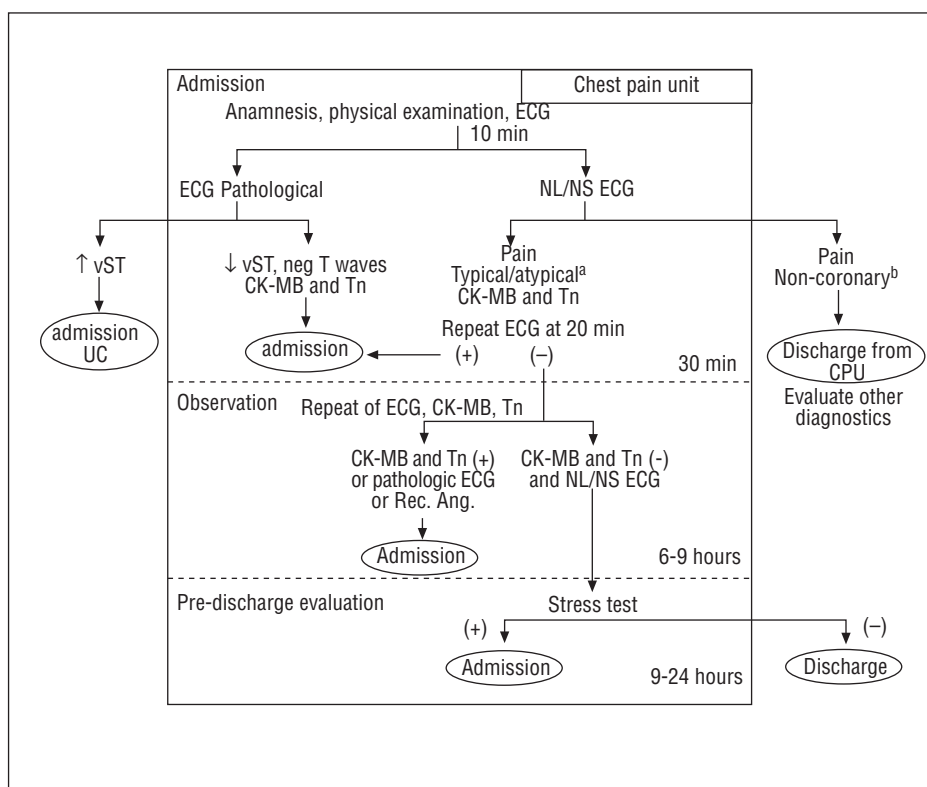 Admission
Chest pain unit
Anamnesis, physical examination, ECG
10 min
ECG Pathological
NL/NS ECG
↑ vST
↓ vST, neg T waves
CK-MB and Tn
Pain
Typical/atypicalᵃ
CK-MB and Tn
Pain
Non-coronaryᵇ
admission
UC
admission
Repeat ECG at 20 min
(+)
(–)
Discharge from
CPU
30 min
Evaluate other
diagnostics
Observation
Repeat of ECG, CK-MB, Tn
CK-MB and Tn (+)
or pathologic ECG
or Rec. Ang.
CK-MB and Tn (-)
and NL/NS ECG
Admission
6-9 hours
Pre-discharge evaluation
Stress test
(+)
(–)
Admission
Discharge
9-24 hours